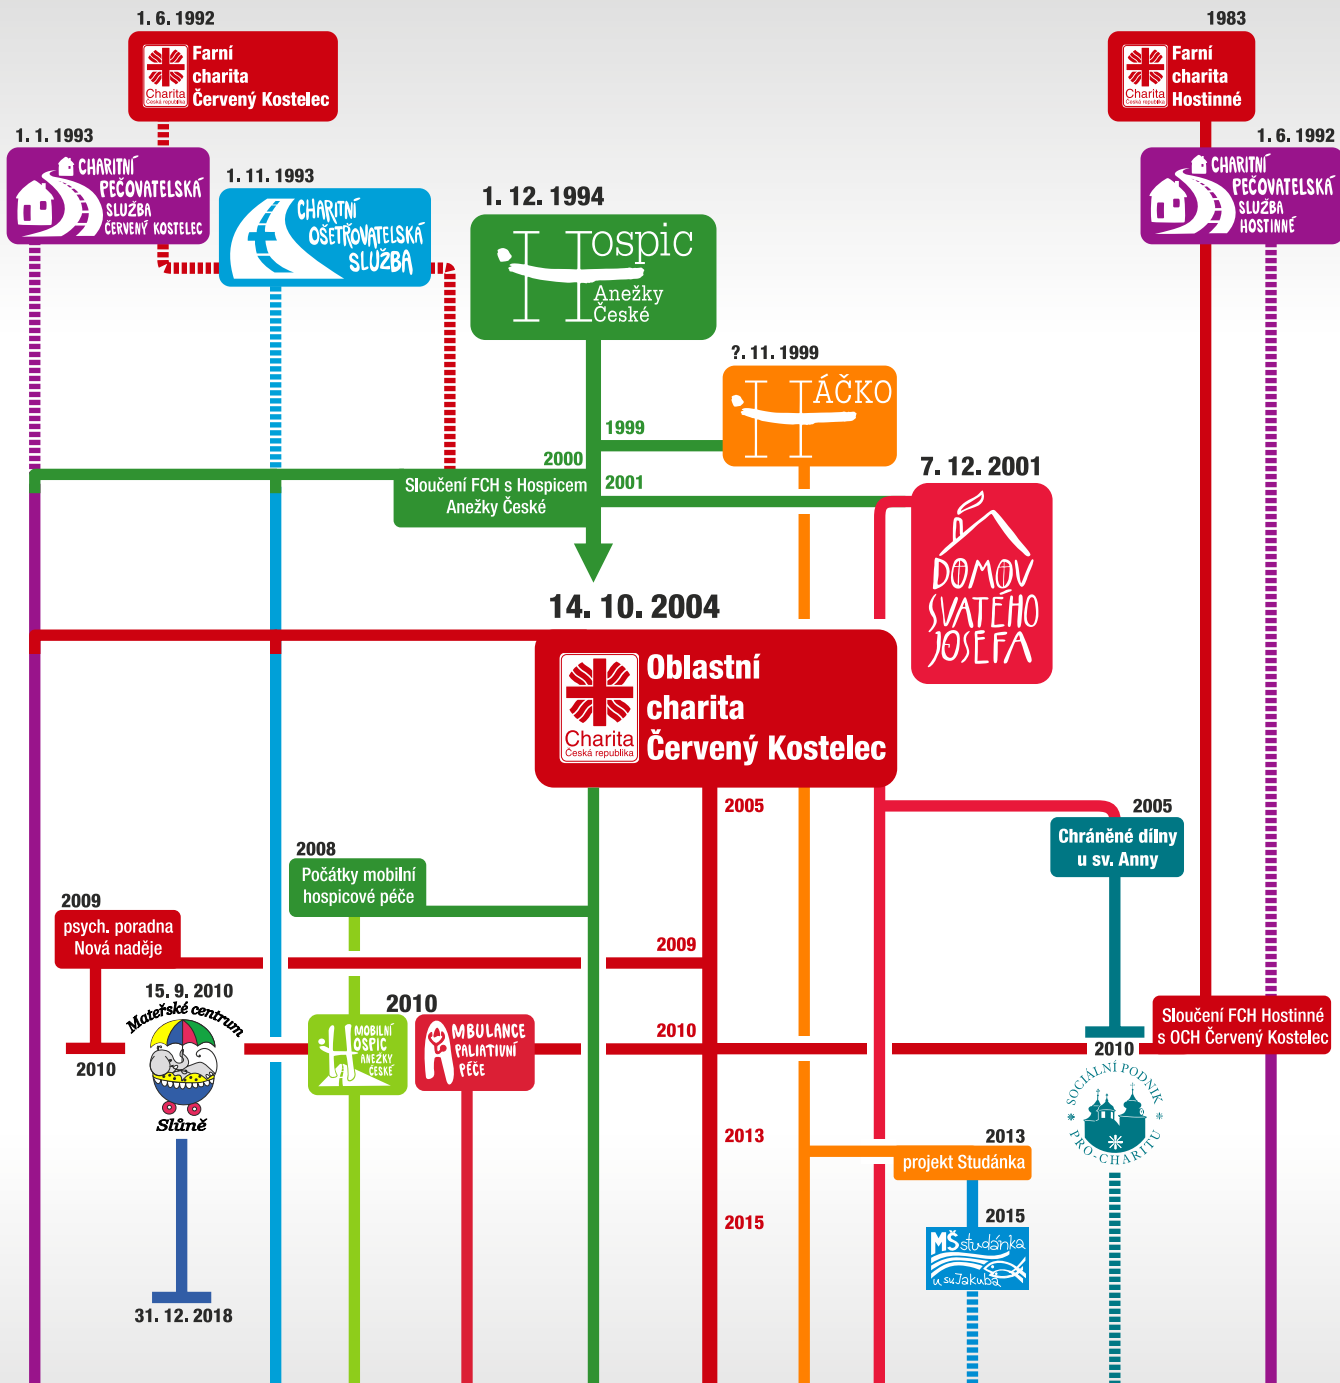 1. 6. 1992
Farní
charita
Červený Kostelec
Charita
Česká republika
1983
Farní
charita
Hostinné
Charita
Česká republika
1. 1. 1993
CHARITNÍ
PEČOVATELSKÁ
SLUŽBA
ČERVENÝ KOSTELEC
1. 11. 1993
CHARITNÍ
OŠETŘOVATELSKÁ
SLUŽBA
1. 12. 1994
HOSPIC
Anežky
České
1. 6. 1992
CHARITNÍ
PEČOVATELSKÁ
SLUŽBA
HOSTINNÉ
?. 11. 1999
HÁČKO
1999
2000
Sloučení FCH s Hospicem
Anežky České
2001
7. 12. 2001
DOMOV
SVATÉHO
JOSEFA
14. 10. 2004
Oblastní
charita
Červený Kostelec
Charita
Česká republika
2005
2005
Chráněné dílny
u sv. Anny
2008
Počátky mobilní
hospicové péče
2009
psych. poradna
Nová naděje
2009
15. 9. 2010
Mateřské centrum
Slůně
2010
2010
MOBILNÍ
HOSPIC
ANEŽKY
ČESKÉ
AMBULANCE
PALIATIVNÍ
PÉČE
2010
Sloučení FCH Hostinné
s OCH Červený Kostelec
2010
SOCIÁLNÍ PODNIK
PRO-CHARITU
2013
2013
projekt Studánka
2015
2015
MŠ studánka
u sv. Jakuba
31. 12. 2018